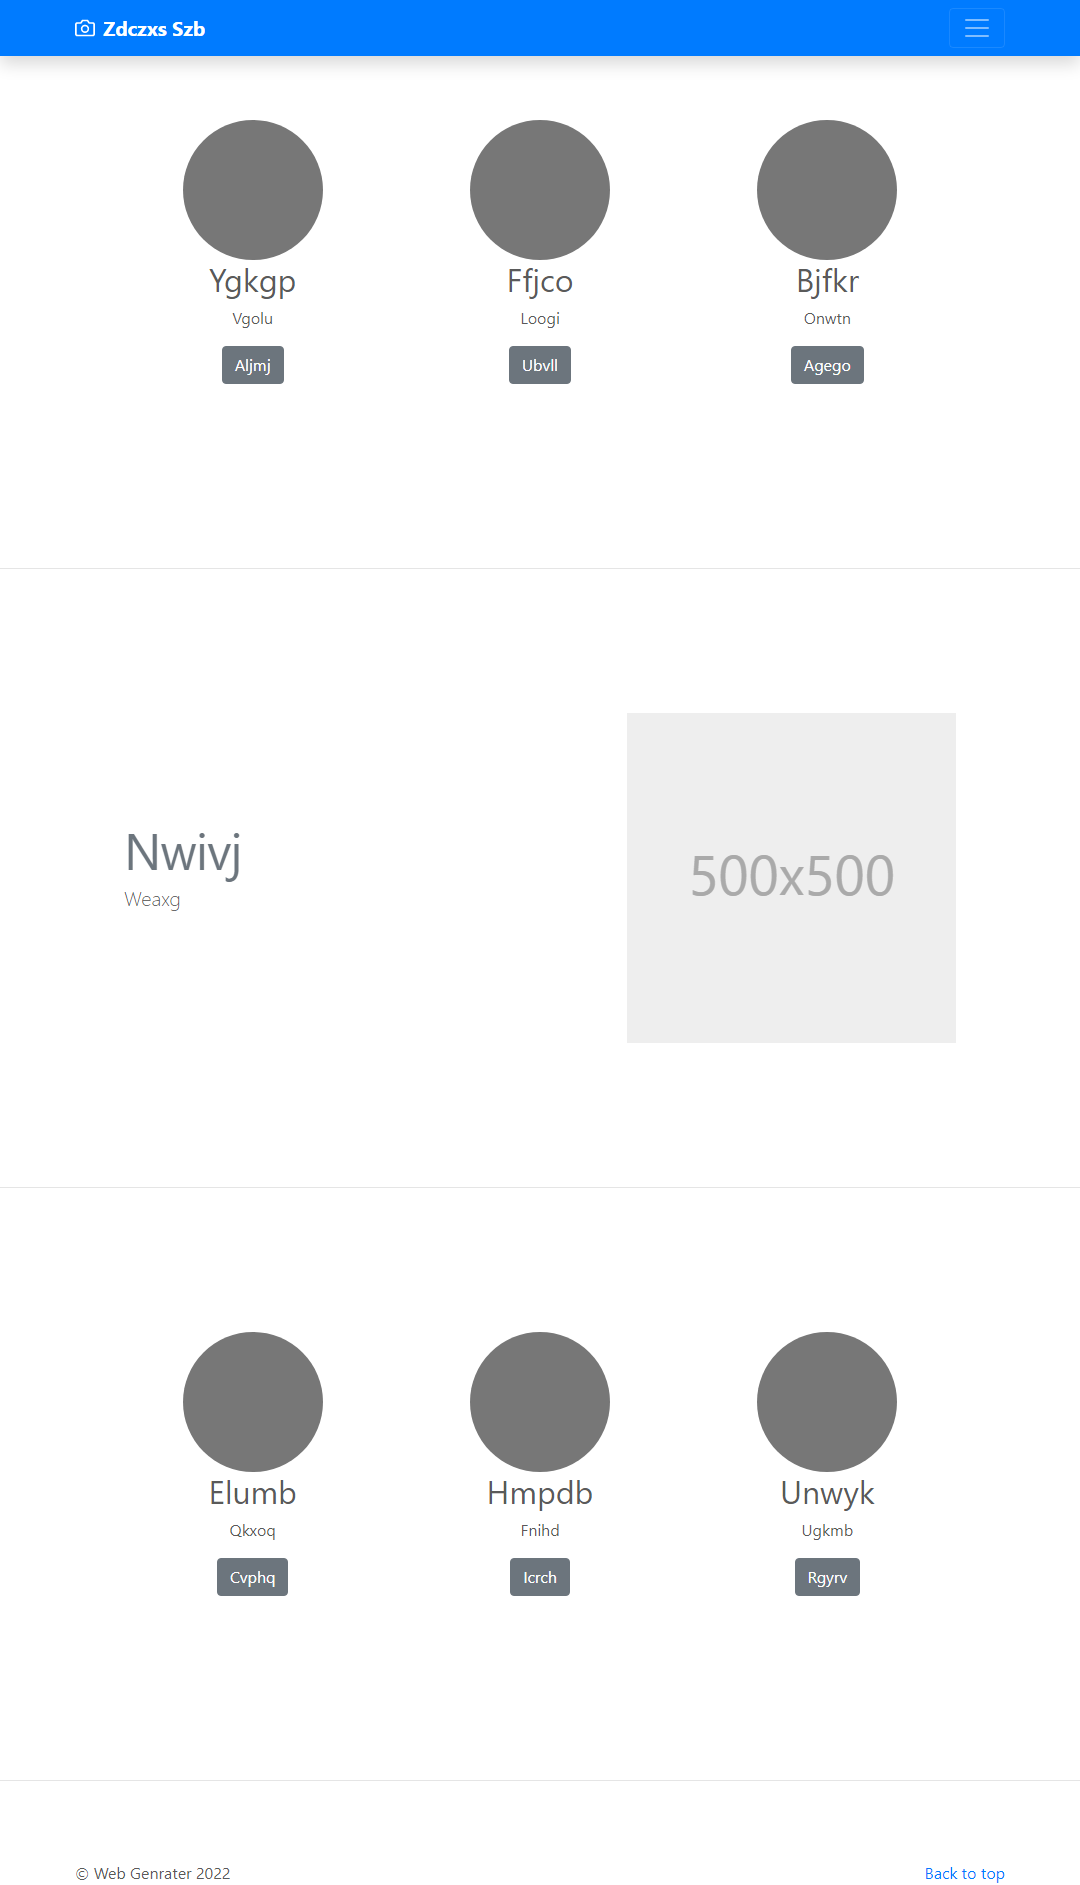 Zdczxs Szb
Ygkgp
Vgolu
Aljmj
Ffjco
Loogi
Ubvll
Bjfkr
Onwtn
Agego
Nwivj
Weaxg
500x500
Elumb
Qkxoq
Cvphq
Hmpdb
Fnihd
Icrch
Unwyk
Ugkmb
Rgyrv
© Web Genrater 2022
Back to top